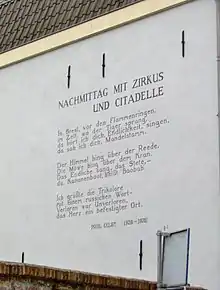 NACHMITTAG MIT ZIRKUS
UND CITADELLE
In Brest, vor den Flammenringen,
im Zelt, wo der Tiger sprang,
da hört ich dich, Endlichkeit, singen,
da sah ich dich, Mandelstamm.
Der Himmel hing über der Reede,
die Möwe hing über dem Kran.
Das Endliche sang, das Stete,-
du, Kanonenboot, heißt „Baobab“.
Ich grüßte die Trikolore
mit einem russischen Wort-
Verloren war Unverloren,
das Herz ein befestigter Ort.
PAUL CELAN (1920-1970)